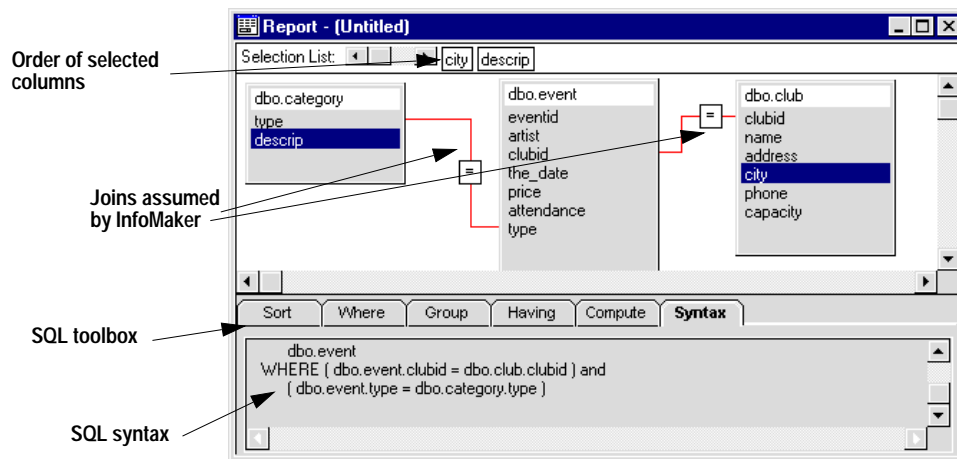 Report - (Untitled)
Order of selected
columns
Selection List:
city
descrip
dbo.category
type
descrip
=
dbo.event
eventid
artist
clubid
the_date
price
attendance
type
=
dbo.club
clubid
name
address
city
phone
capacity
Joins assumed
by InfoMaker
SQL toolbox
Sort
Where
Group
Having
Compute
Syntax
dbo.event
WHERE ( dbo.event.clubid = dbo.club.clubid ) and
( dbo.event.type = dbo.category.type )
SQL syntax